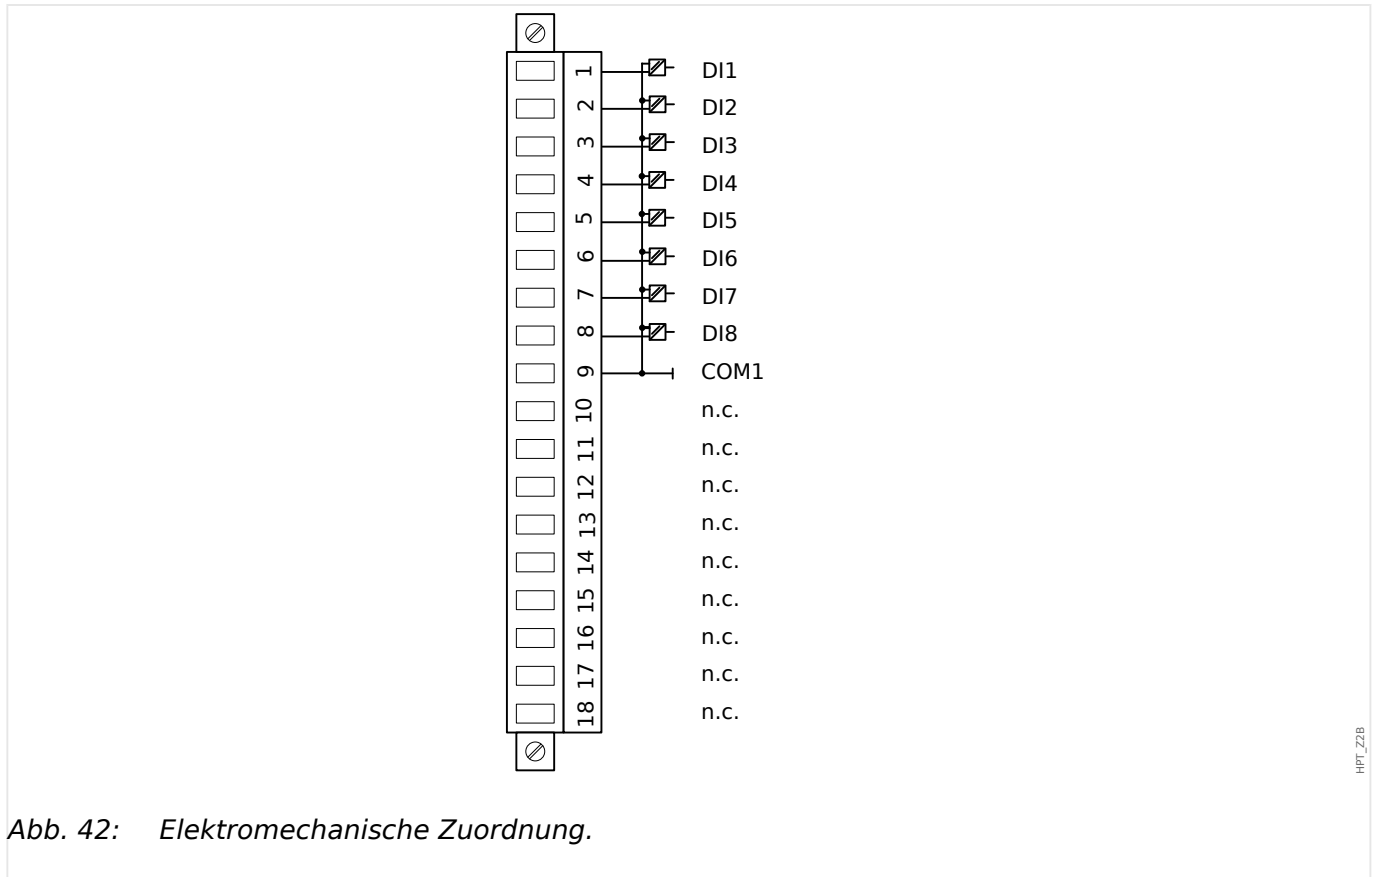 1 DI1
2 DI2
3 DI3
4 DI4
5 DI5
6 DI6
7 DI7
8 DI8
9 COM1
10 n.c.
11 n.c.
12 n.c.
13 n.c.
14 n.c.
15 n.c.
16 n.c.
17 n.c.
18 n.c.
HPT_Z2B
Abb. 42: Elektromechanische Zuordnung.